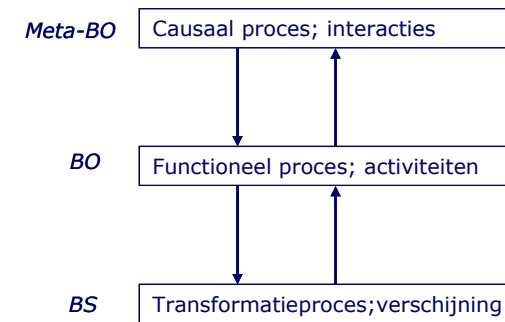 Meta-BO Causaal proces; interacties
BO Functioneel proces; activiteiten
BS Transformatieproces;verschijning